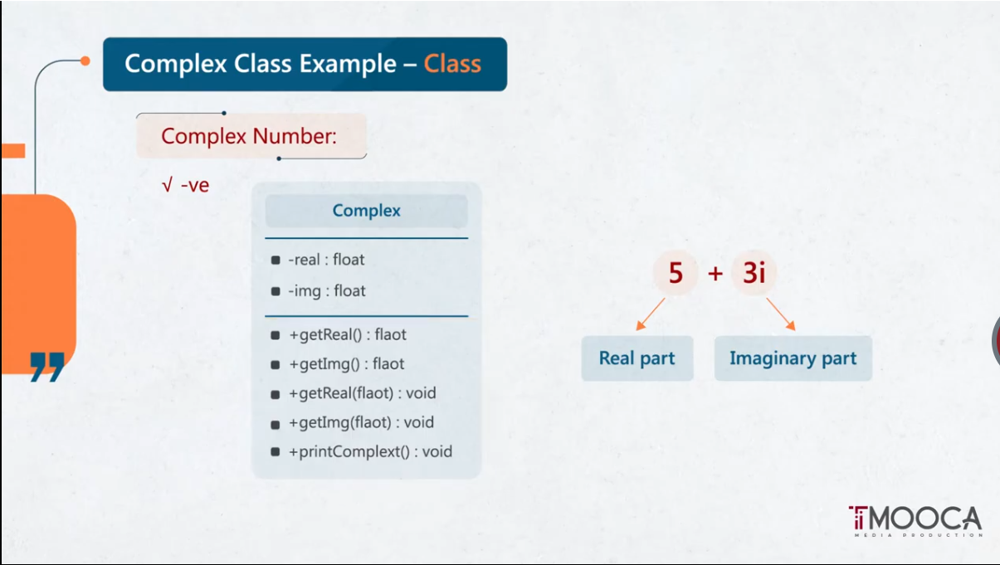 Complex Class Example – Class
Complex Number:
√ -ve
Complex
-real : float
-img : float
+getReal() : flaot
+getImg() : flaot
+getReal(flaot) : void
+getImg(flaot) : void
+printComplext() : void
5 + 3i
Real part
Imaginary part
TiMOOCA
MEDIA PRODUCTION